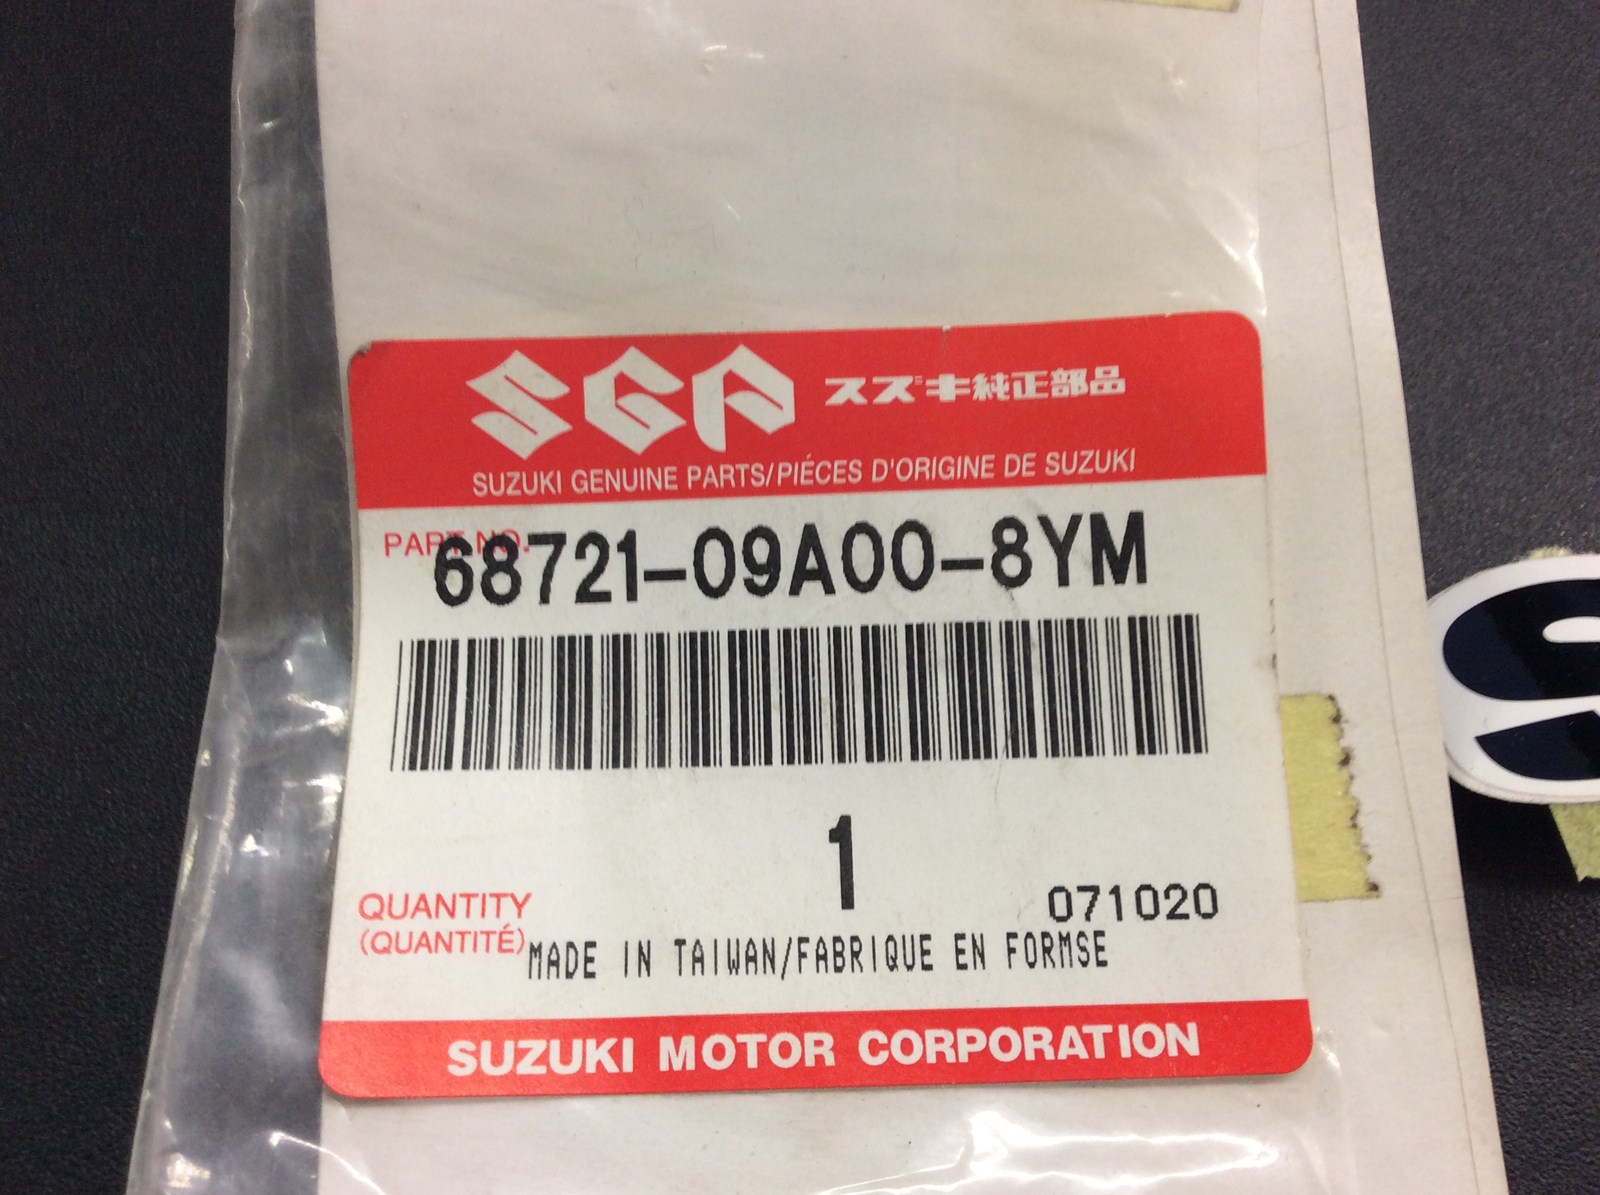 SGP スズキ純正部品
SUZUKI GENUINE PARTS/PIÉCES D'ORIGINE DE SUZUKI
PART NO.
68721-09A00-8YM
1
QUANTITY
(QUANTITÉ)
071020
MADE IN TAIWAN/FABRIQUE EN FORMSE
SUZUKI MOTOR CORPORATION
S